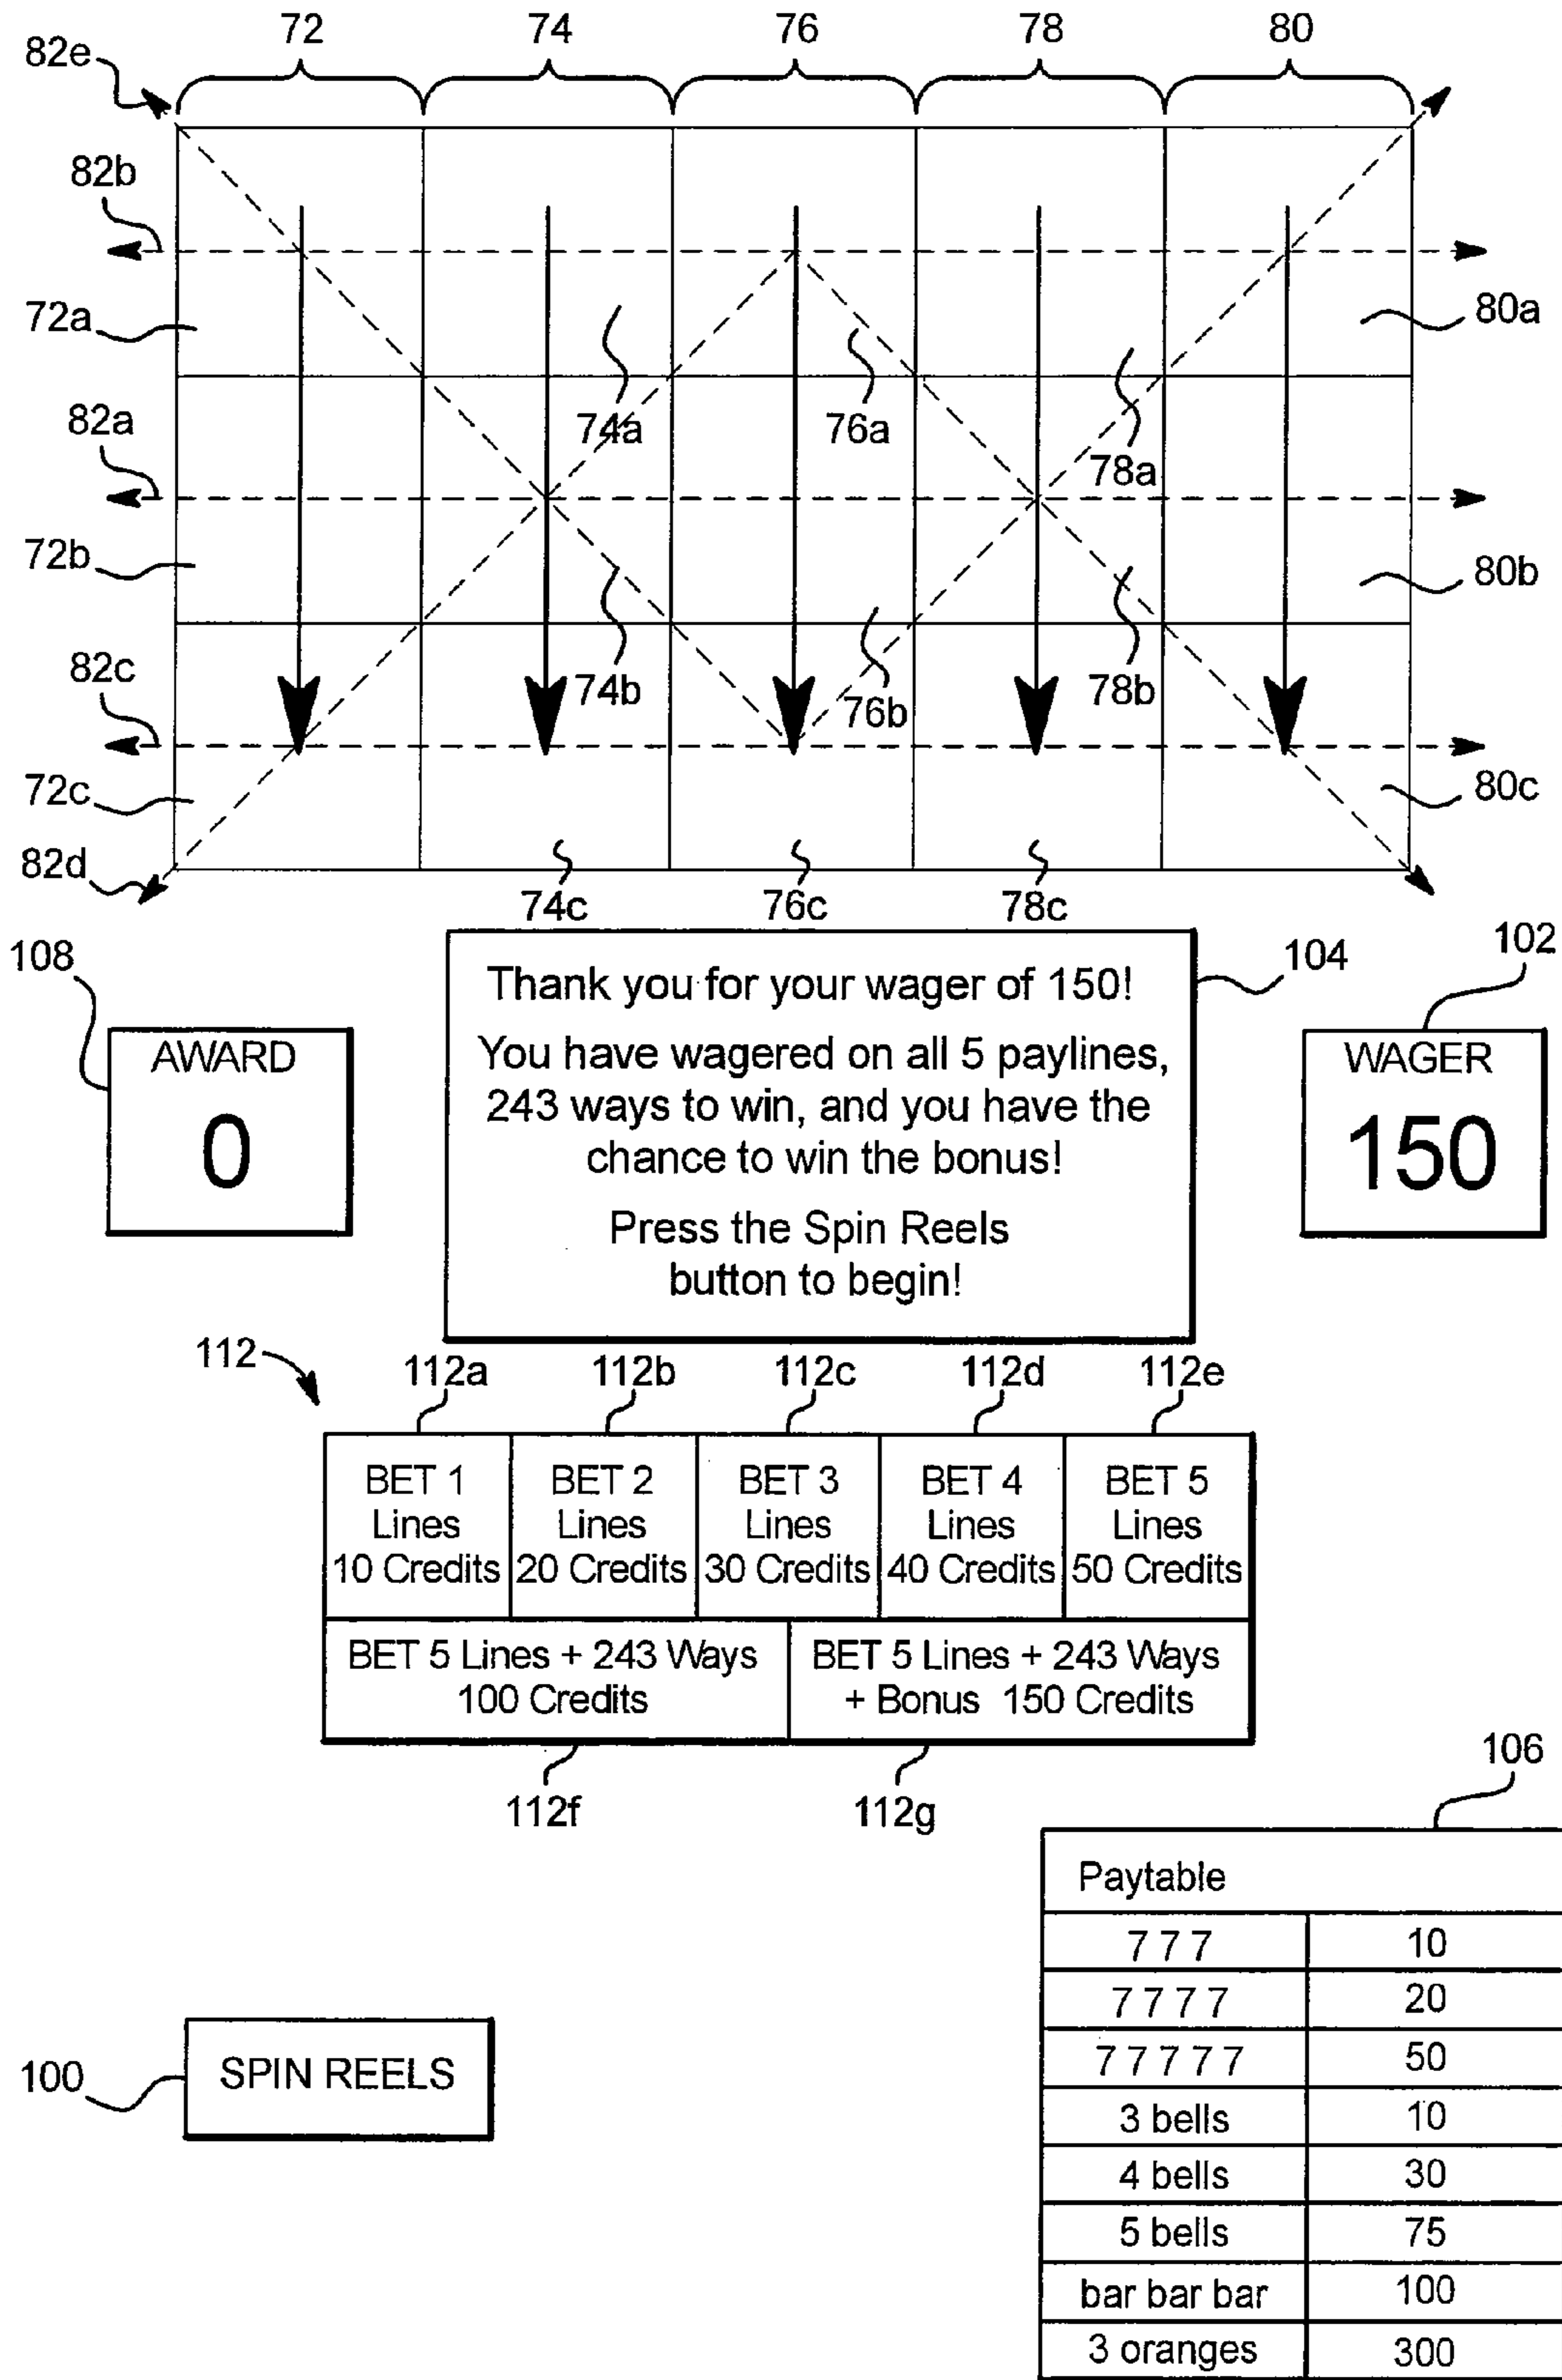 72 74 76 78 80
82e
82b
72a 80a
74a 76a
82a 78a
72b 80b
82c 74b 76b 78b
72c 80c
82d
74c 76c 78c
108 104 102
Thank you for your wager of 150!
You have wagered on all 5 paylines,
243 ways to win, and you have the
chance to win the bonus!
Press the Spin Reels
button to begin!
AWARD
0
WAGER
150
112 112a 112b 112c 112d 112e
BET 1
Lines
10 Credits
BET 2
Lines
20 Credits
BET 3
Lines
30 Credits
BET 4
Lines
40 Credits
BET 5
Lines
50 Credits
BET 5 Lines + 243 Ways
100 Credits
BET 5 Lines + 243 Ways
+ Bonus 150 Credits
112f 112g
106
Paytable
7 7 7 10
7 7 7 7 20
7 7 7 7 7 50
3 bells 10
4 bells 30
5 bells 75
bar bar bar 100
3 oranges 300
100
SPIN REELS